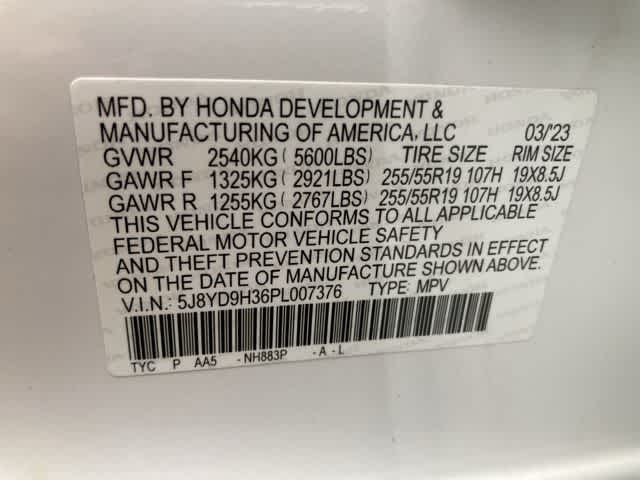 MFD. BY HONDA DEVELOPMENT &
MANUFACTURING OF AMERICA, LLC 03/'23
GVWR 2540KG ( 5600LBS) TIRE SIZE RIM SIZE
GAWR F 1325KG ( 2921LBS) 255/55R19 107H 19X8.5J
GAWR R 1255KG ( 2767LBS) 255/55R19 107H 19X8.5J
THIS VEHICLE CONFORMS TO ALL APPLICABLE
FEDERAL MOTOR VEHICLE SAFETY
AND THEFT PREVENTION STANDARDS IN EFFECT
ON THE DATE OF MANUFACTURE SHOWN ABOVE.
V.I.N.: 5J8YD9H36PL007376 TYPE: MPV
TYC P AA5 -NH883P -A-L